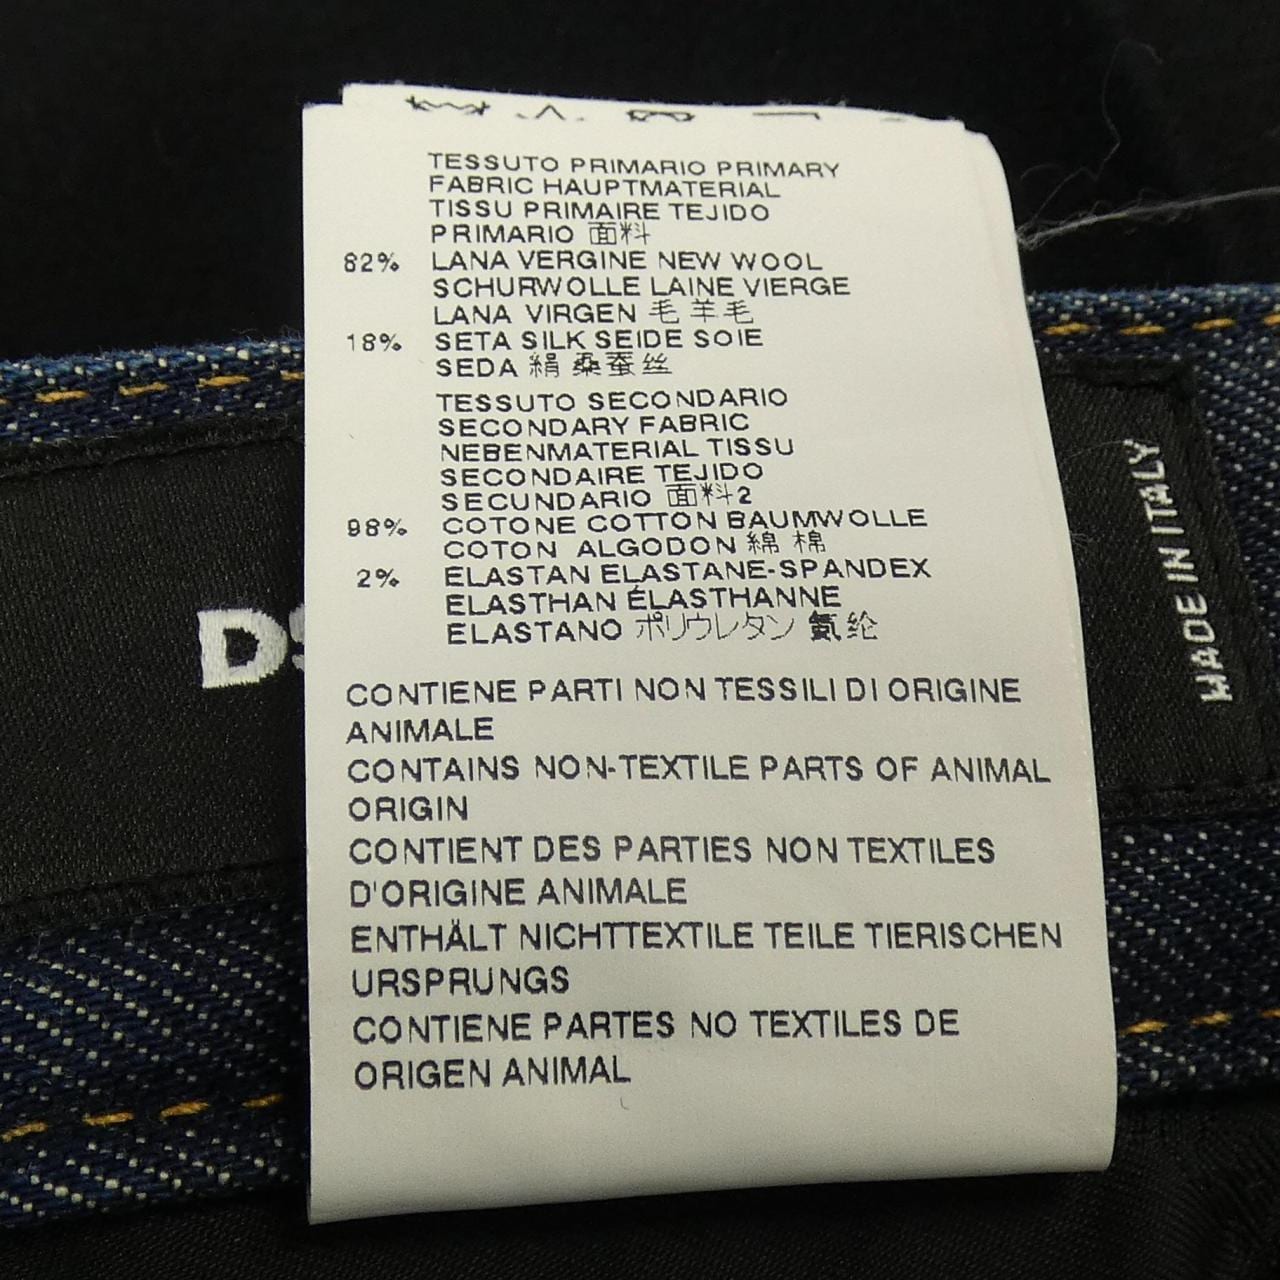 TESSUTO PRIMARIO PRIMARY
FABRIC HAUPTMATERIAL
TISSU PRIMAIRE TEJIDO
PRIMARIO 面料
82% LANA VERGINE NEW WOOL
SCHURWOLLE LAINE VIERGE
LANA VIRGEN 毛 羊毛
18% SETA SILK SEIDE SOIE
SEDA 絹 桑蚕丝
TESSUTO SECONDARIO
SECONDARY FABRIC
NEBENMATERIAL TISSU
SECONDAIRE TEJIDO
SECUNDARIO 面料2
98% COTONE COTTON BAUMWOLLE
COTON ALGODON 綿 棉
2% ELASTAN ELASTANE-SPANDEX
ELASTHAN ÉLASTHANNE
ELASTANO ポリウレタン 氨纶
CONTIENE PARTI NON TESSILI DI ORIGINE
ANIMALE
CONTAINS NON-TEXTILE PARTS OF ANIMAL
ORIGIN
CONTIENT DES PARTIES NON TEXTILES
D'ORIGINE ANIMALE
ENTHÄLT NICHTTEXTILE TEILE TIERISCHEN
URSPRUNGS
CONTIENE PARTES NO TEXTILES DE
ORIGEN ANIMAL
DS
MADE IN ITALY